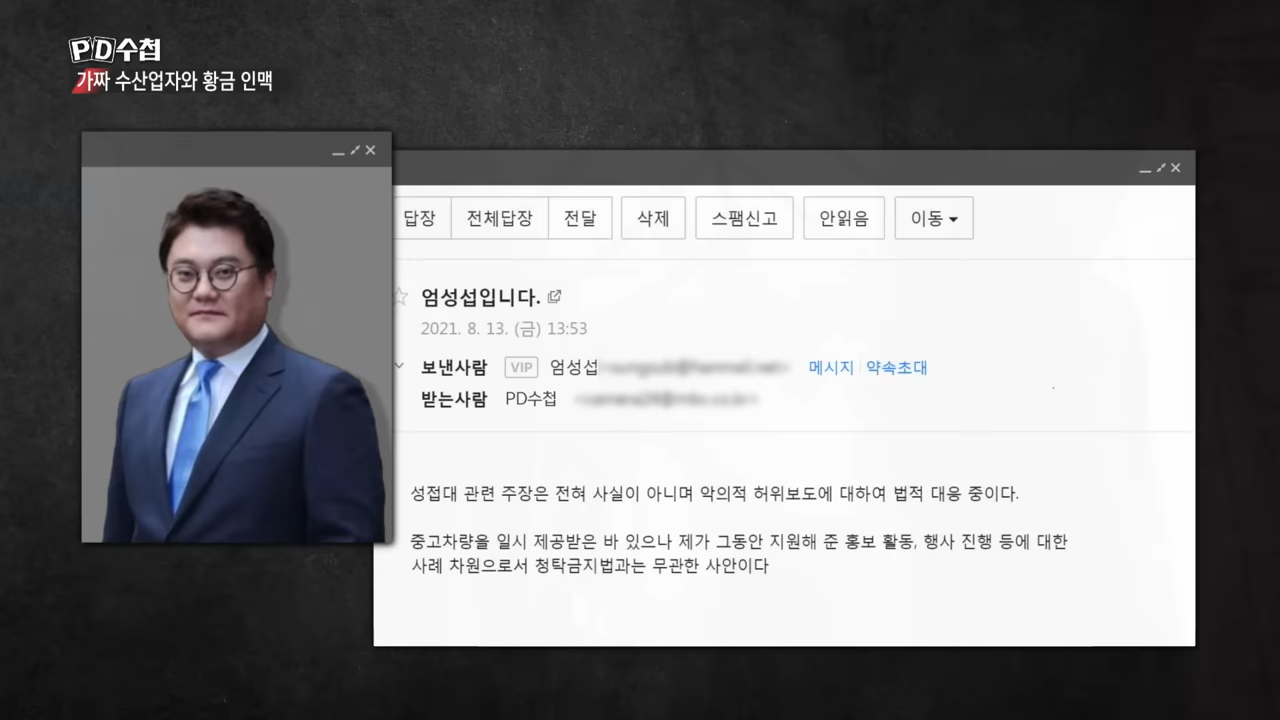 PD수첩
가짜 수산업자와 황금 인맥
답장 전체답장 전달 삭제 스팸신고 안읽음 이동
엄성섭입니다.
2021. 8. 13. (금) 13:53
보낸사람 VIP 엄성섭 메시지 약속초대
받는사람 PD수첩
성접대 관련 주장은 전혀 사실이 아니며 악의적 허위보도에 대하여 법적 대응 중이다.
중고차량을 일시 제공받은 바 있으나 제가 그동안 지원해 준 홍보 활동, 행사 진행 등에 대한
사례 차원으로서 청탁금지법과는 무관한 사안이다